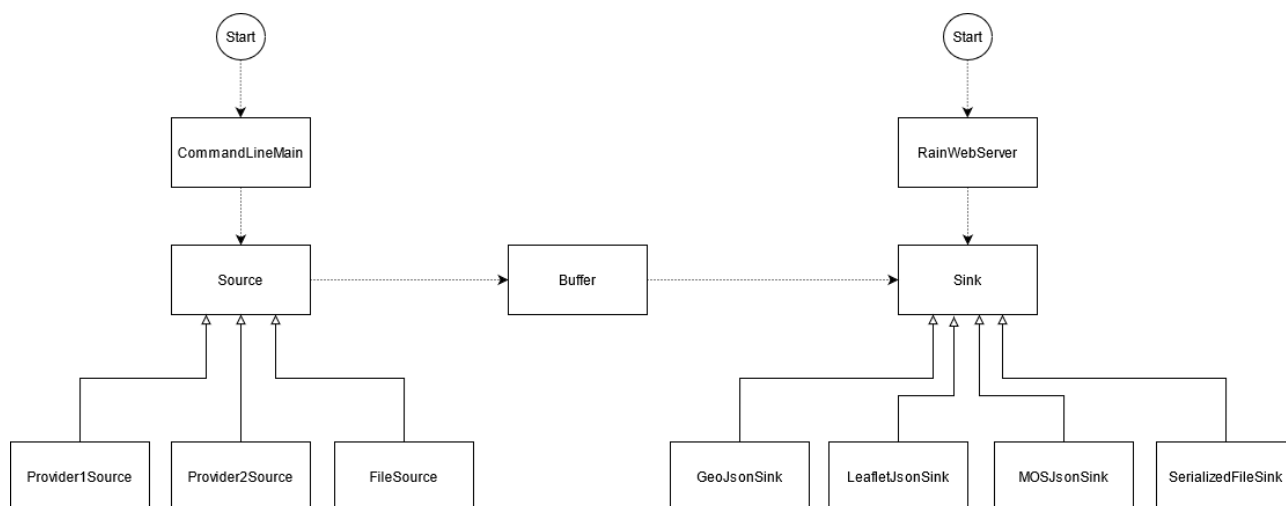 Start
Start
CommandLineMain
RainWebServer
Source
Buffer
Sink
Provider1Source
Provider2Source
FileSource
GeoJsonSink
LeafletJsonSink
MOSJsonSink
SerializedFileSink